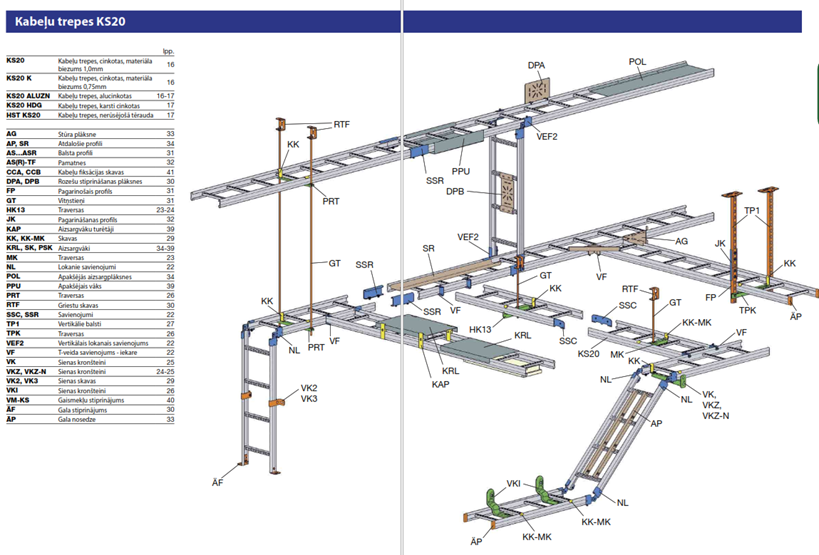 Kabeļu trepes KS20
lpp.
KS20 Kabeļu trepes, cinkotas, materiāla biezums 1,0mm 16
KS20 K Kabeļu trepes, cinkotas, materiāla biezums 0,75mm 16
KS20 ALUZN Kabeļu trepes, alucinkotas 16-17
KS20 HDG Kabeļu trepes, karsti cinkotas 17
HST KS20 Kabeļu trepes, nerūsējošā tērauda 17
AG Stūra plāksne 33
AP, SR Atdalošie profili 34
AS...ASR Balsta profili 31
AS(R)-TF Pamatnes 32
CCA, CCB Kabeļu fiksācijas skavas 41
DPA, DPB Rozešu stiprināšanas plāksnes 30
FP Pagarinošais profils 31
GT Vītņstieņi 31
HK13 Traversas 23-24
JK Pagarināšanas profils 32
KAP Aizsargvāku turētāji 39
KK, KK-MK Skavas 29
KRL, SK, PSK Aizsargvāki 34-39
MK Traversas 23
NL Lokanie savienojumi 22
POL Apakšējās aizsargplāksnes 34
PPU Apakšējais vāks 39
PRT Traversas 26
RTF Griestu skavas 30
SSC, SSR Savienojumi 22
TP1 Vertikālie balsti 27
TPK Traversas 26
VEF2 Vertikālais lokanais savienojums 22
VF T-veida savienojums - iekare 22
VK Sienas kronšteini 25
VKZ, VKZ-N Sienas kronšteini 24-25
VK2, VK3 Sienas skavas 29
VKI Sienas kronšteini 26
VM-KS Gaismekļu stiprinājums 40
ÄF Gala stiprinājums 30
ÄP Gala nosedze 33
DPA
POL
RTF
KK
VEF2
SSR
PPU
DPB
PRT
TP1
VEF2
AG
JK
GT
SR
SSR
GT
VF
KK
KK
RTF
FP
TPK
ÄP
KK
SSR
VF
SSC
GT
HK13
KK-MK
VF
NL
PRT
VF
KRL
SSC
KS20
MK
KK
KRL
NL
KAP
NL
VK,
VKZ,
VKZ-N
VK2
VK3
AP
ÄF
VKI
NL
KK-MK
ÄP
KK-MK